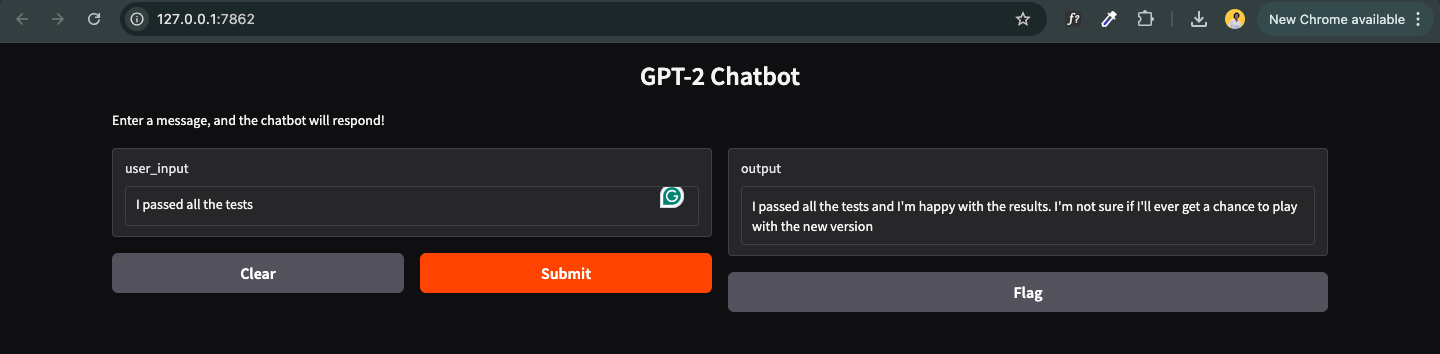 127.0.0.1:7862
f?
New Chrome available
GPT-2 Chatbot
Enter a message, and the chatbot will respond!
user_input
I passed all the tests
G
Clear
Submit
output
I passed all the tests and I'm happy with the results. I'm not sure if I'll ever get a chance to play
with the new version
Flag